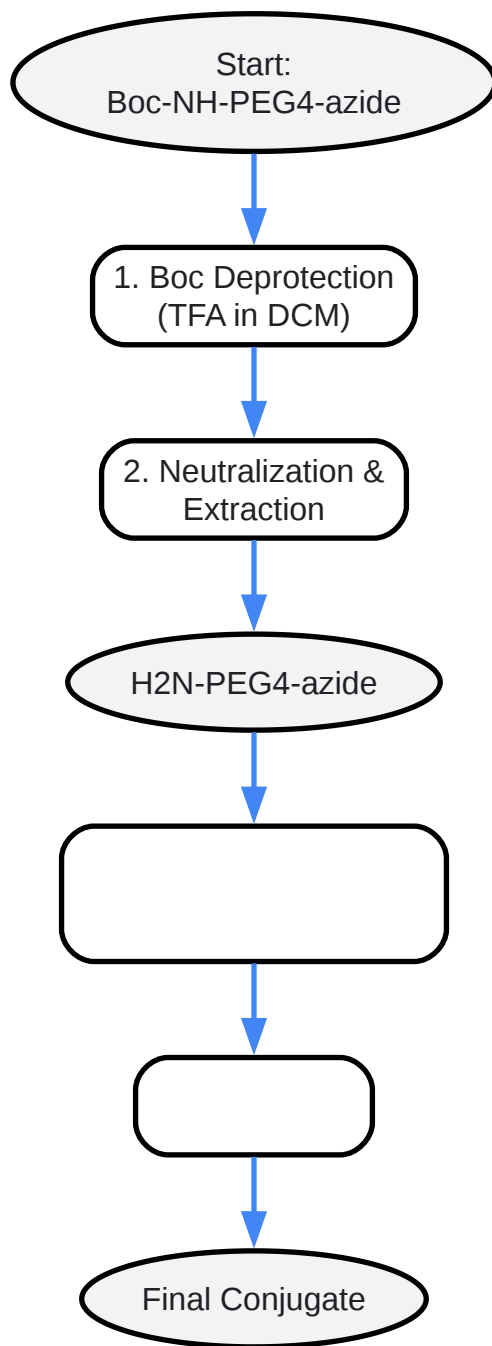 Start:
Boc-NH-PEG4-azide
1. Boc Deprotection
(TFA in DCM)
2. Neutralization &
Extraction
H2N-PEG4-azide
Final Conjugate